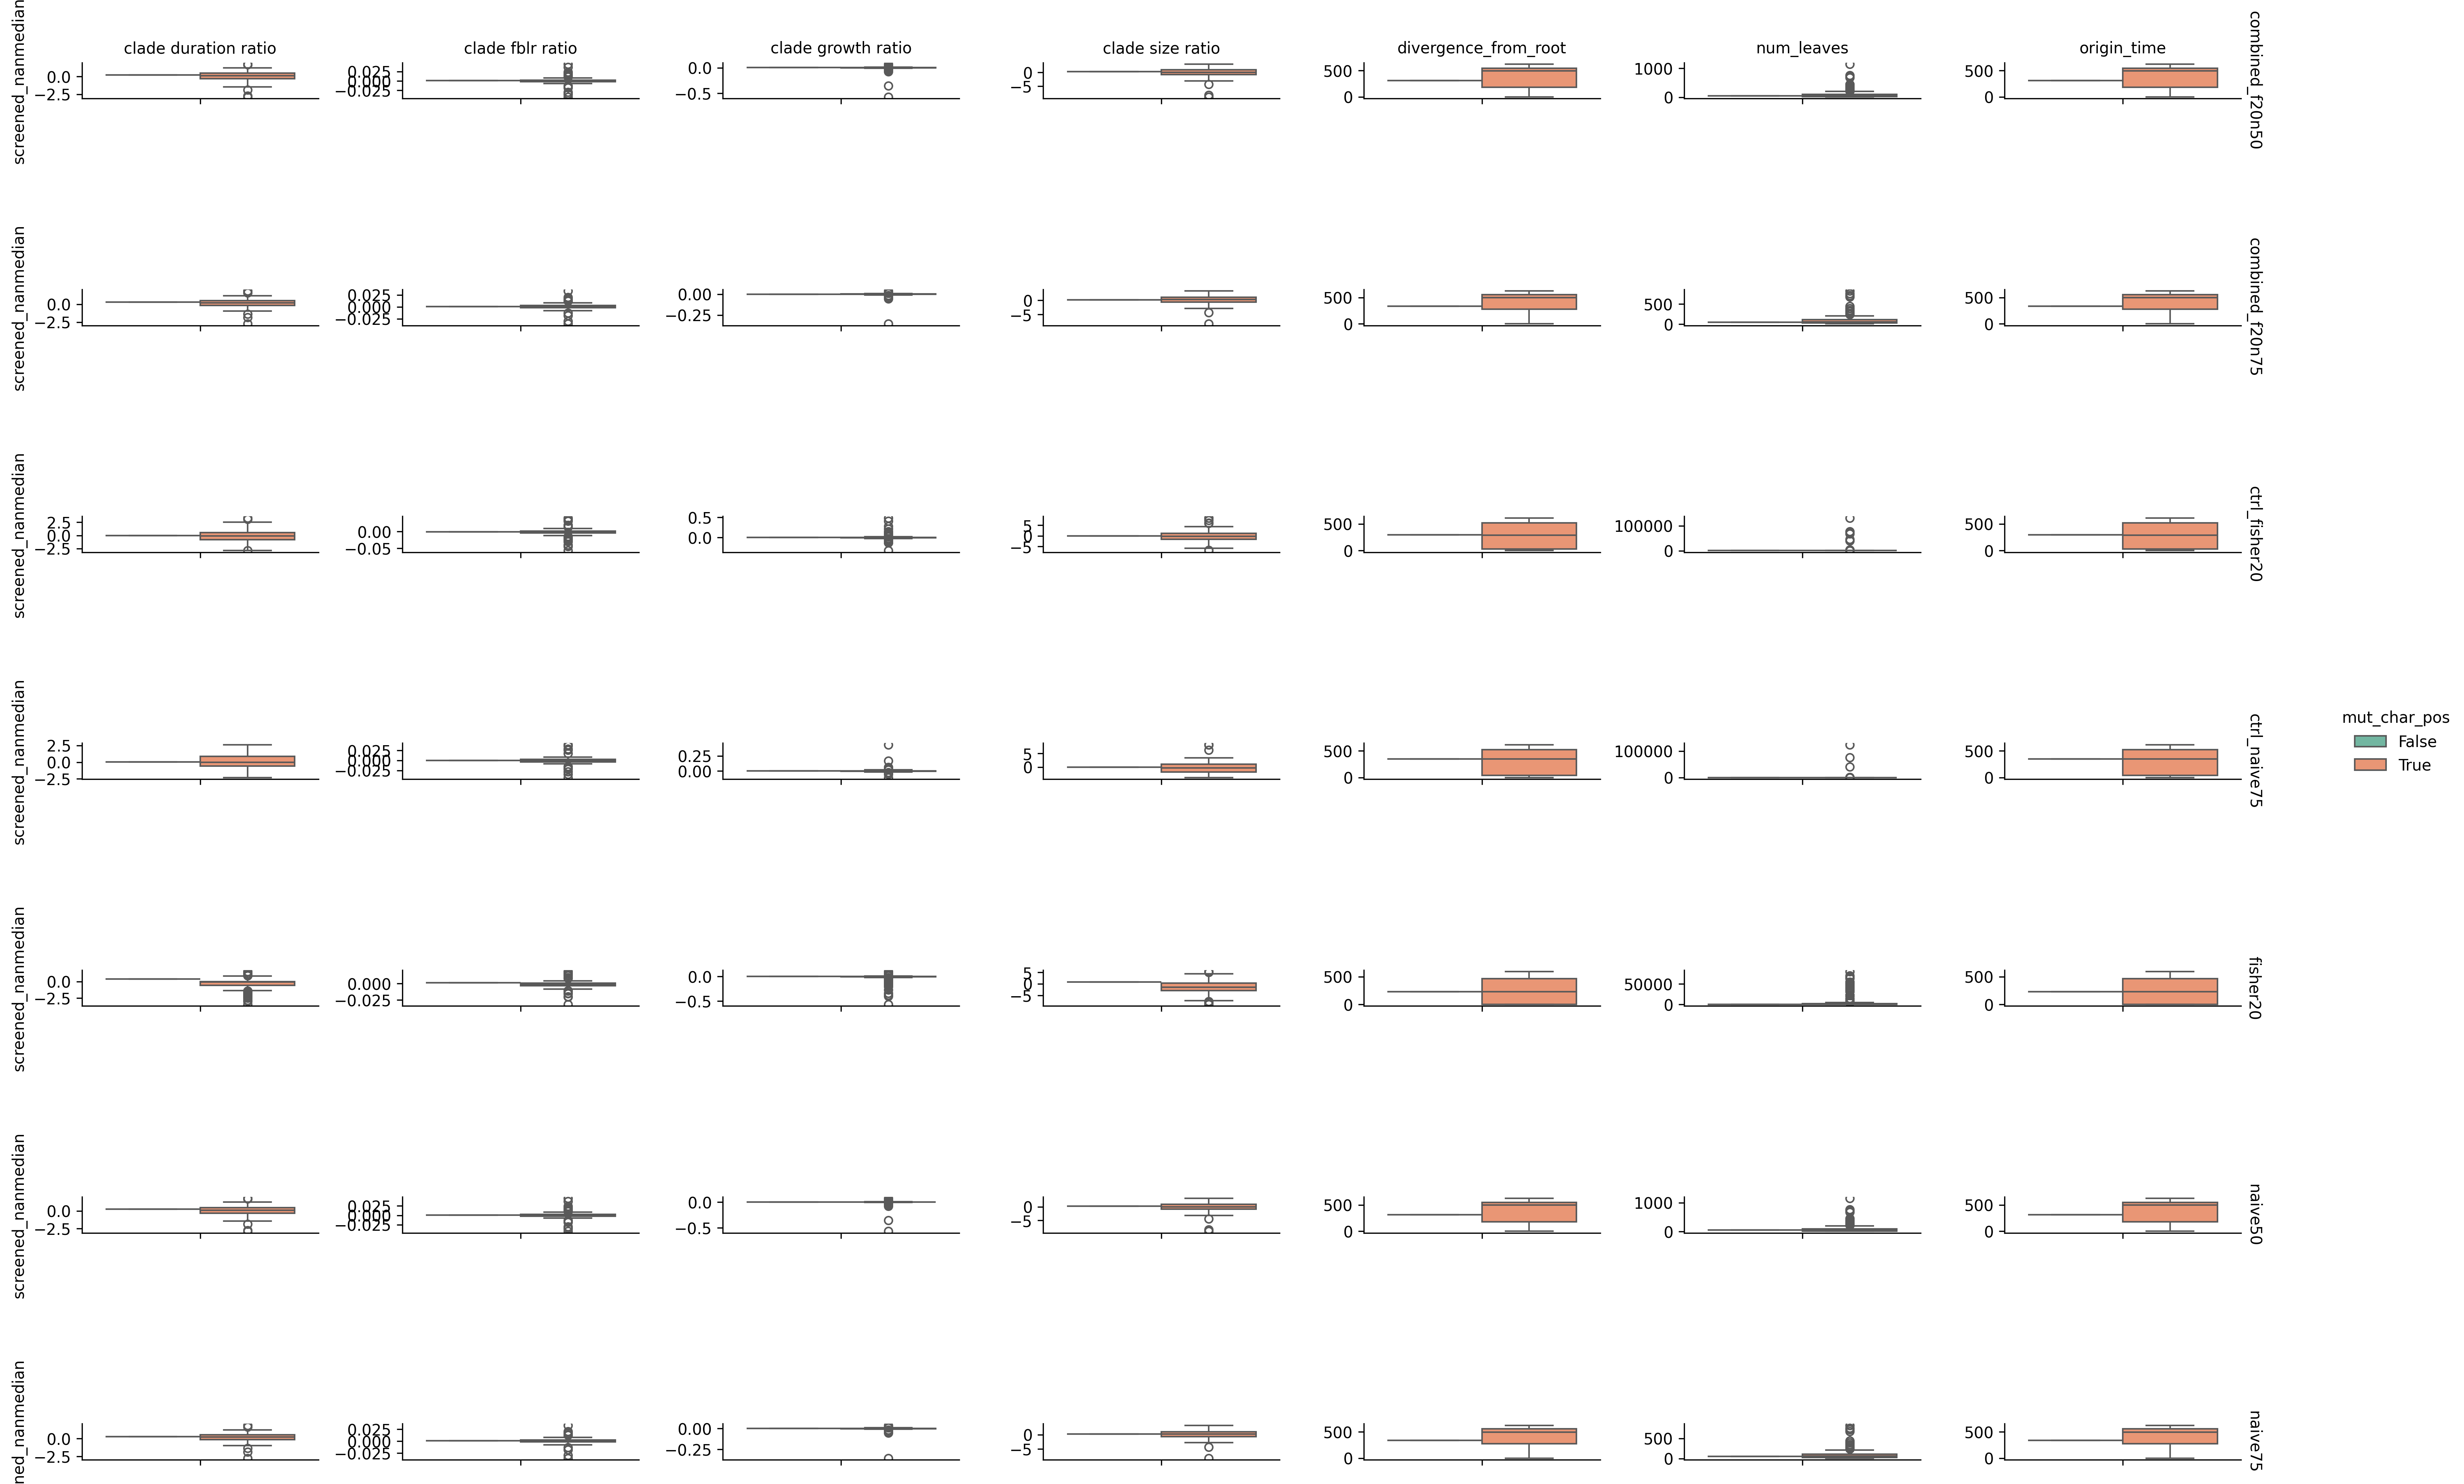 clade duration ratio clade fblr ratio clade growth ratio clade size ratio divergence_from_root num_leaves origin_time
screened_nanmedian 0.0 −2.5 0.025 0.000 −0.025 0.0 −0.5 0 −5 500 0 1000 0 500 0 combined_f20n50
screened_nanmedian 0.0 −2.5 0.025 0.000 −0.025 0.00 −0.25 0 −5 500 0 500 0 500 0 combined_f20n75
screened_nanmedian 2.5 0.0 −2.5 0.00 −0.05 0.5 0.0 5 0 −5 500 0 100000 0 500 0 ctrl_fisher20
screened_nanmedian 2.5 0.0 −2.5 0.025 0.000 −0.025 0.25 0.00 5 0 500 0 100000 0 500 0 ctrl_naive75
mut_char_pos
False
True
screened_nanmedian 0.0 −2.5 0.000 −0.025 0.0 −0.5 5 0 −5 500 0 50000 0 500 0 fisher20
screened_nanmedian 0.0 −2.5 0.025 0.000 −0.025 0.0 −0.5 0 −5 500 0 1000 0 500 0 naive50
ned_nanmedian 0.0 −2.5 0.025 0.000 −0.025 0.00 −0.25 0 −5 500 0 500 0 500 0 naive75